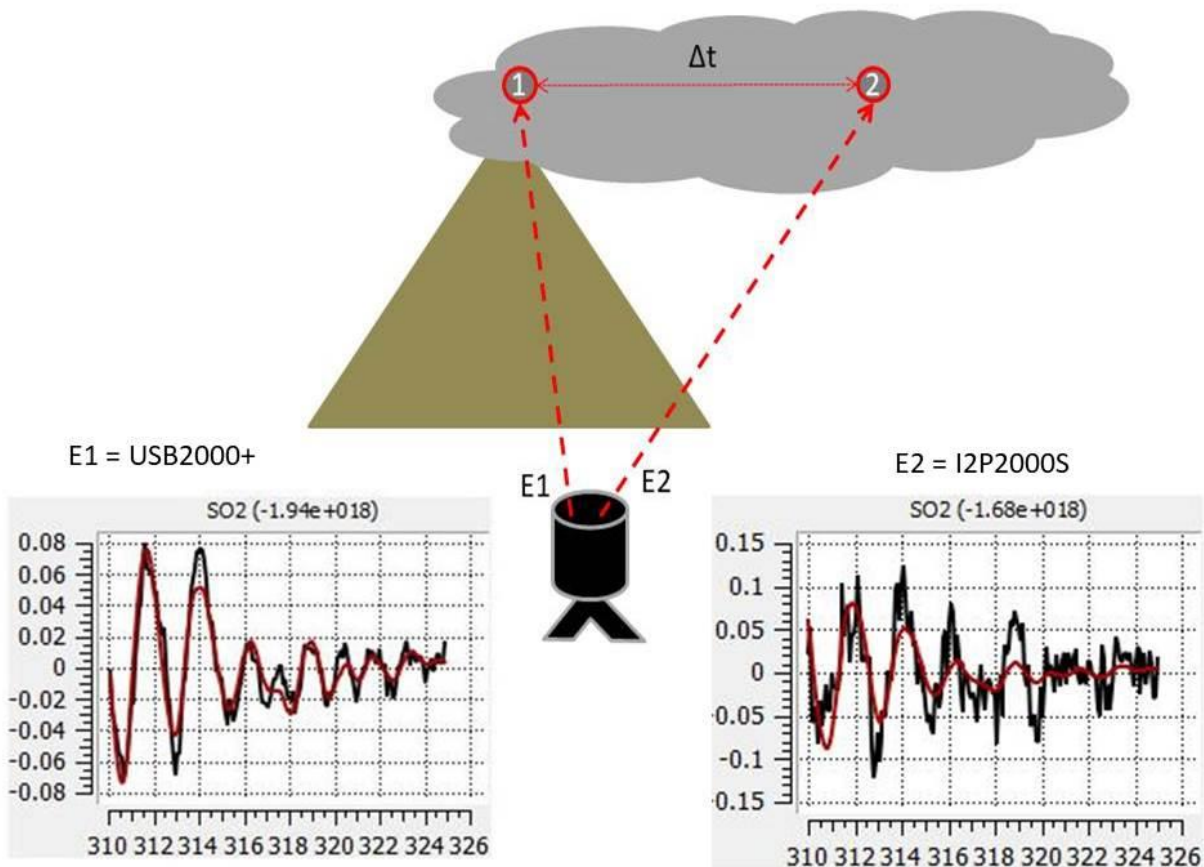 Δt
1
2
E1 = USB2000+
E1
E2
E2 = I2P2000S
SO2 (-1.94e+018)
0.08
0.06
0.04
0.02
0
-0.02
-0.04
-0.06
-0.08
310 312 314 316 318 320 322 324 326
SO2 (-1.68e+018)
0.15
0.1
0.05
0
-0.05
-0.1
-0.15
310 312 314 316 318 320 322 324 326